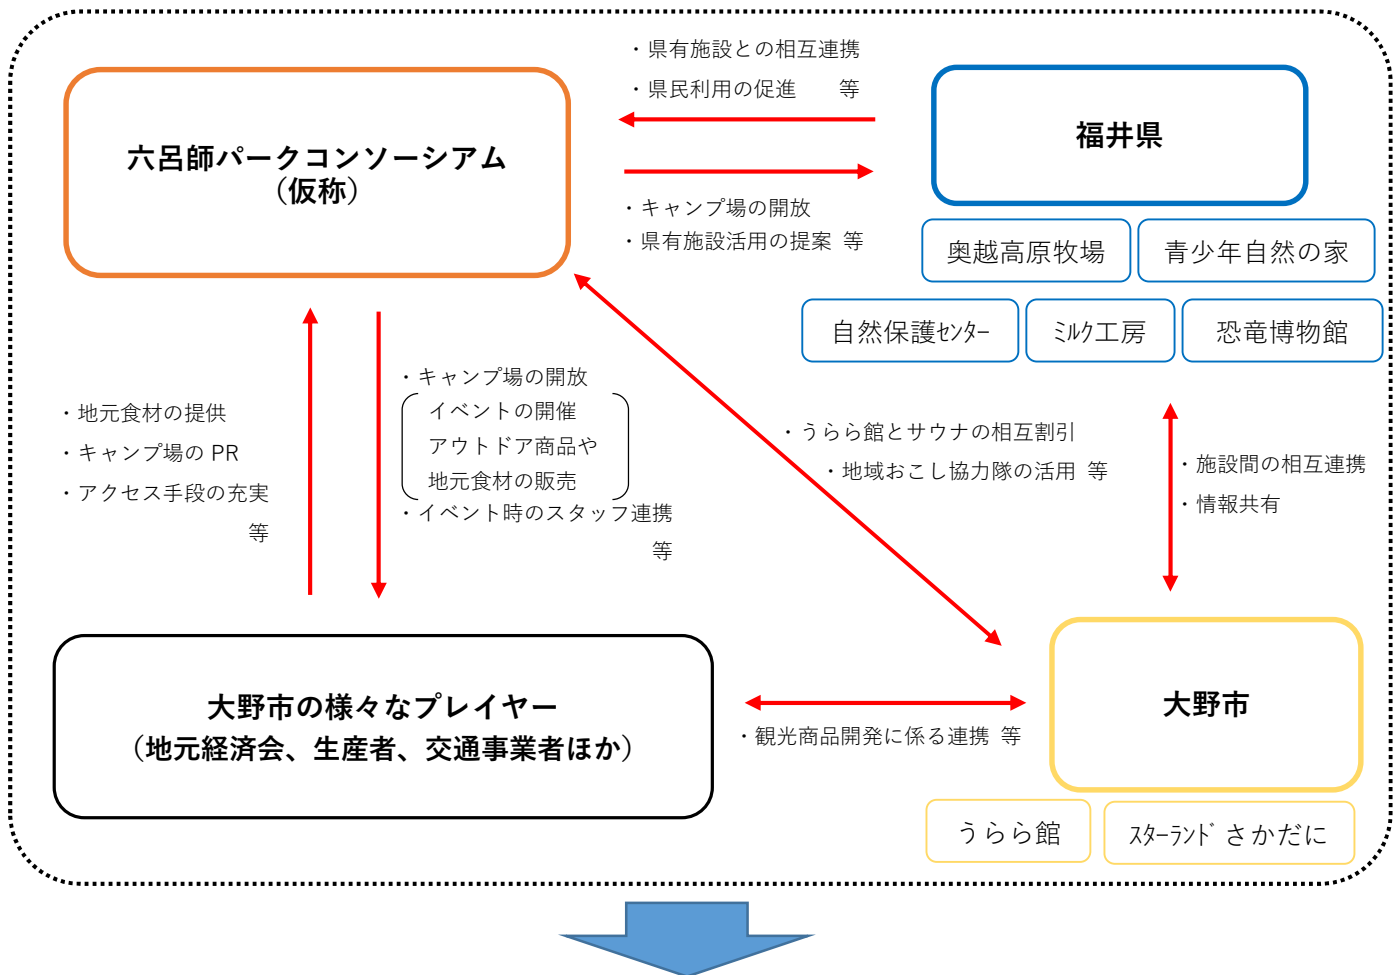 ・県有施設との相互連携
・県民利用の促進 等
六呂師パークコンソーシアム
（仮称）
福井県
・キャンプ場の開放
・県有施設活用の提案 等
奥越高原牧場
青少年自然の家
自然保護ｾﾝﾀｰ
ﾐﾙｸ工房
恐竜博物館
・地元食材の提供
・キャンプ場の PR
・アクセス手段の充実
等
・キャンプ場の開放
イベントの開催
アウトドア商品や
地元食材の販売
・イベント時のスタッフ連携
等
・うらら館とサウナの相互割引
・地域おこし協力隊の活用 等
・施設間の相互連携
・情報共有
大野市の様々なプレイヤー
（地元経済会、生産者、交通事業者ほか）
・観光商品開発に係る連携 等
大野市
うらら館
ｽﾀｰﾗﾝﾄﾞさかだに